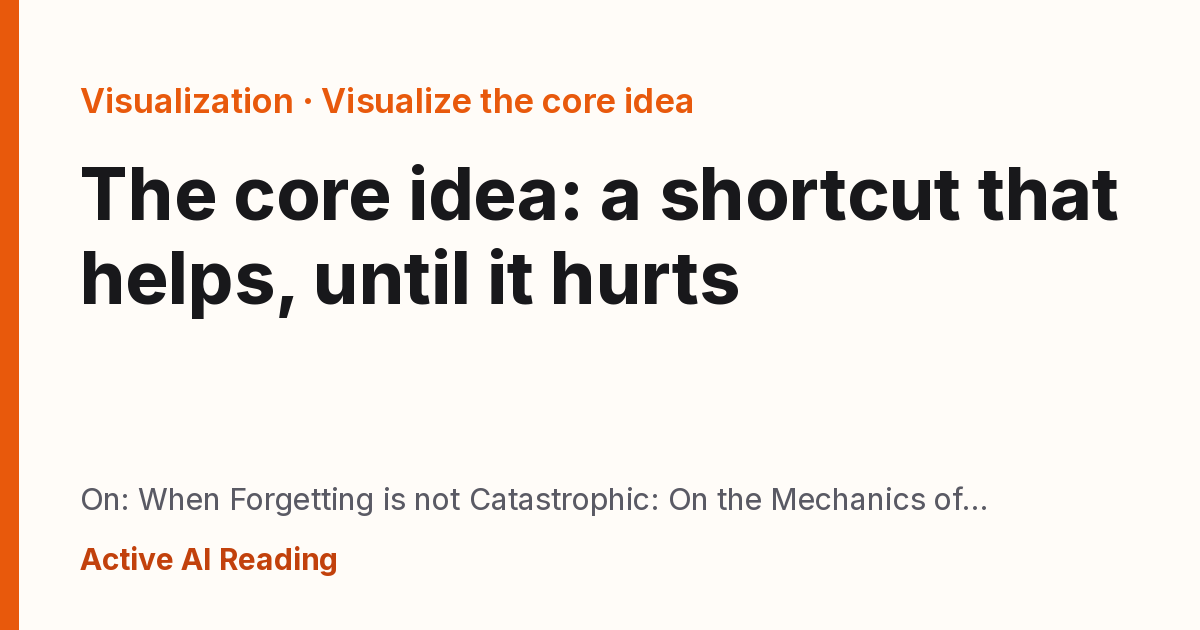 Visualization · Visualize the core idea
The core idea: a shortcut that
helps, until it hurts
On: When Forgetting is not Catastrophic: On the Mechanics of...
Active AI Reading